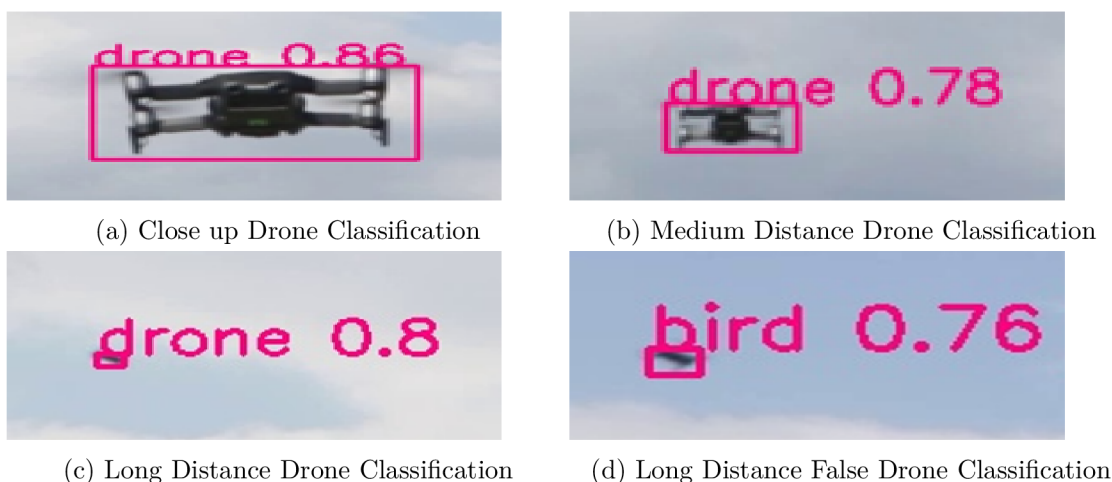 drone 0.86
drone 0.78
(a) Close up Drone Classification
(b) Medium Distance Drone Classification
drone 0.8
bird 0.76
(c) Long Distance Drone Classification
(d) Long Distance False Drone Classification